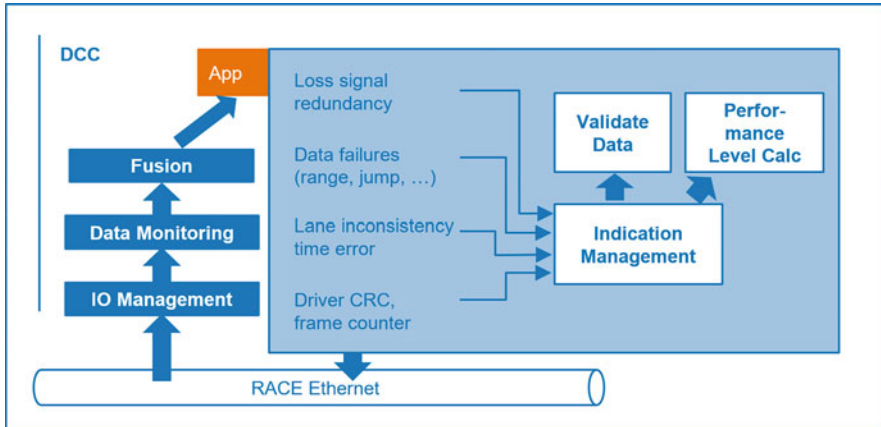 DCC
App
Fusion
Data Monitoring
IO Management
Loss signal
redundancy
Data failures
(range, jump, ...)
Lane inconsistency
time error
Driver CRC,
frame counter
Validate
Data
Perfor-
mance
Level Calc
Indication
Management
RACE Ethernet